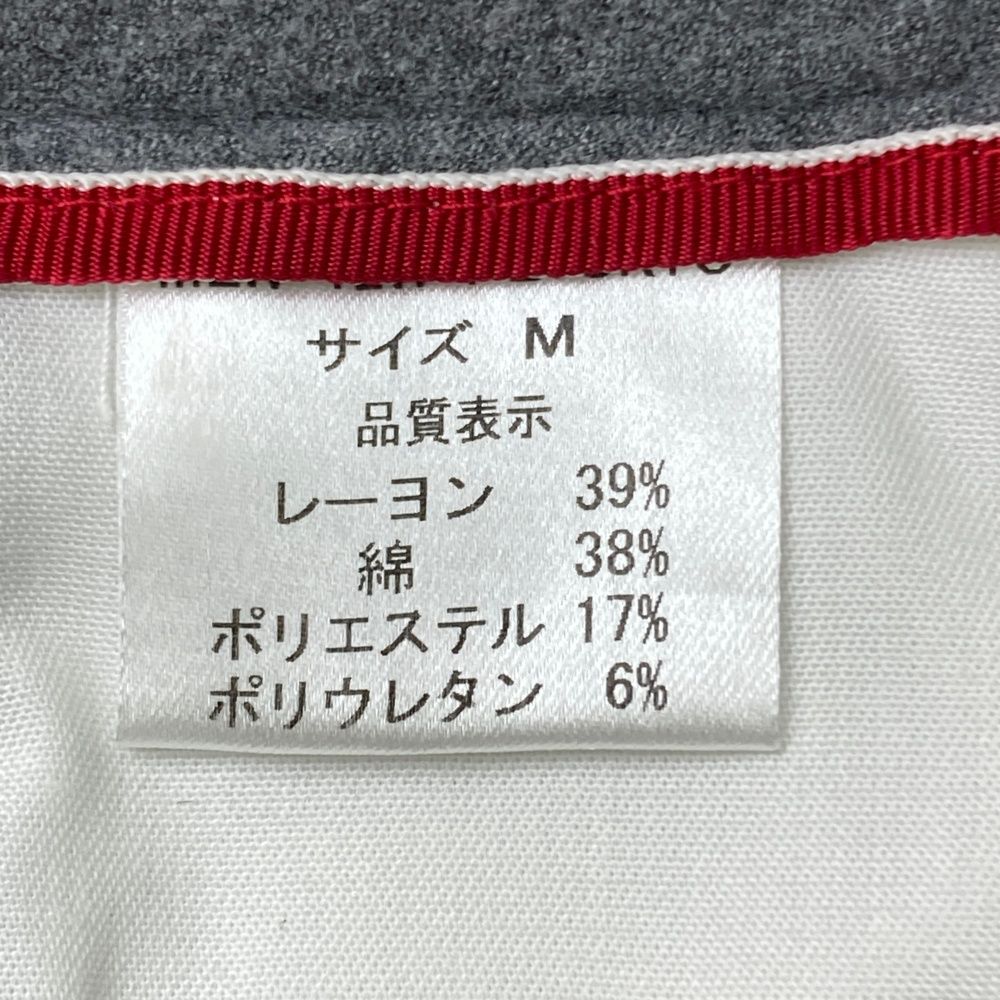 サイズ M
品質表示
レーヨン 39%
綿 38%
ポリエステル 17%
ポリウレタン 6%